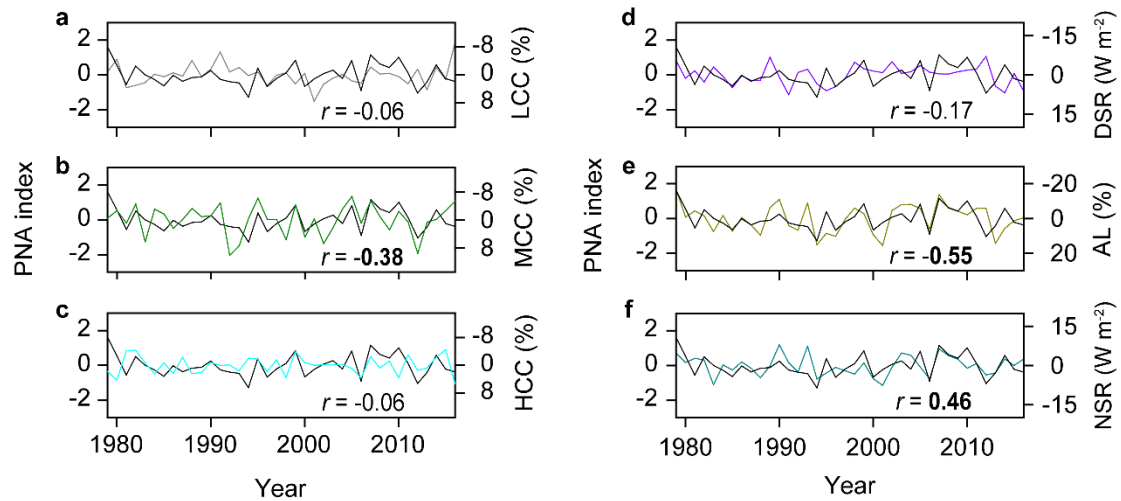 a
2
0
-2
-8
0
8
LCC (%)
r = -0.06
b
2
0
-2
-8
0
8
MCC (%)
r = -0.38
c
2
0
-2
-8
0
8
HCC (%)
r = -0.06
PNA index
1980 1990 2000 2010
Year
d
2
0
-2
-15
0
15
DSR (W m-2)
r = -0.17
e
2
0
-2
-20
0
20
AL (%)
r = -0.55
f
2
0
-2
15
0
-15
NSR (W m-2)
r = 0.46
PNA index
1980 1990 2000 2010
Year